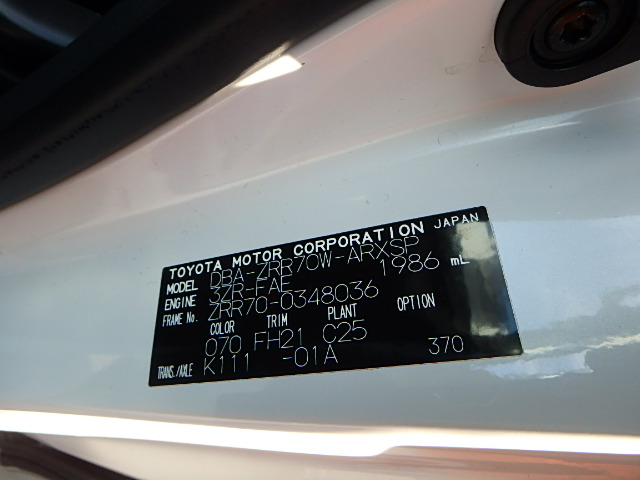 TOYOTA MOTOR CORPORATION JAPAN
MODEL DBA-ZRR70W-ARXSP
ENGINE 3ZR-FAE 1986 mL
FRAME No. ZRR70-0348036
COLOR TRIM PLANT OPTION
070 FH21 C25
TRANS./AXLE K111 -01A 370